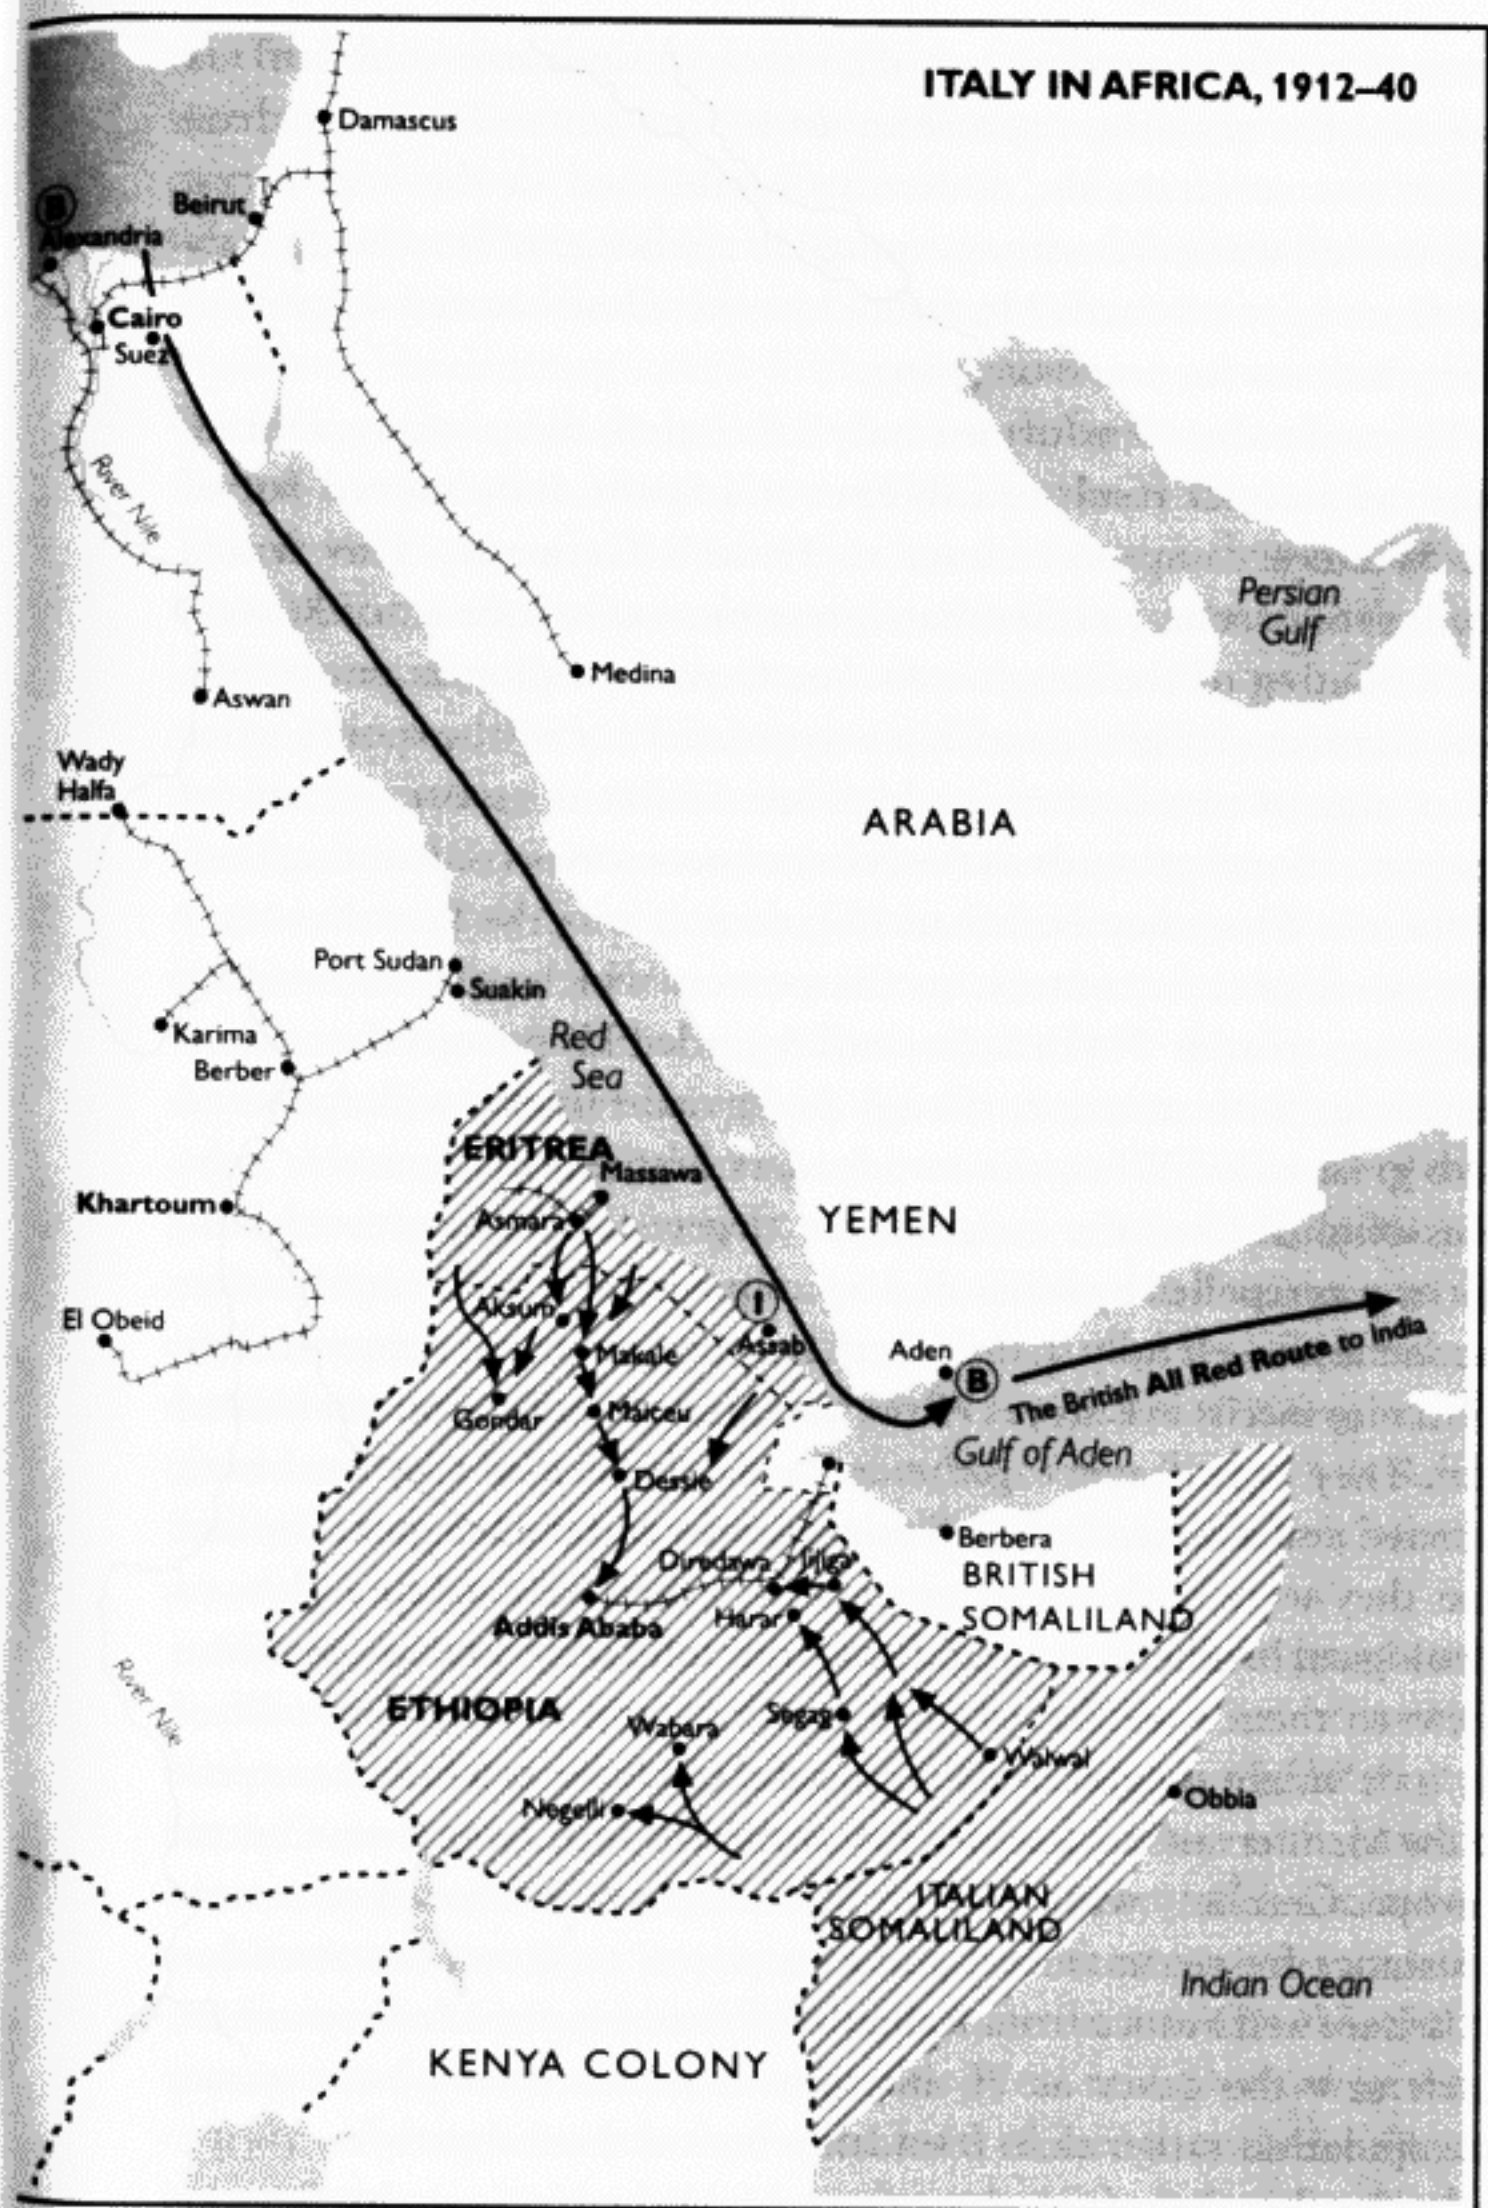 ITALY IN AFRICA, 1912–40
Damascus
Beirut
B
Alexandria
Cairo
Suez
River Nile
Persian
Gulf
Medina
Aswan
Wady
Halfa
ARABIA
Port Sudan
Suakin
Karima
Red
Sea
Berber
ERITREA
Massawa
Khartoum
Asmara
YEMEN
I
Aksum
El Obeid
Assab
Makale
Aden
B
The British All Red Route to India
Gondar
Maiceu
Gulf of Aden
Dessie
Berbera
Diredawa
Jijiga
BRITISH
SOMALILAND
Harar
Addis Ababa
River Nile
ETHIOPIA
Wabara
Segag
Walwal
Negelli
Obbia
ITALIAN
SOMALILAND
Indian Ocean
KENYA COLONY